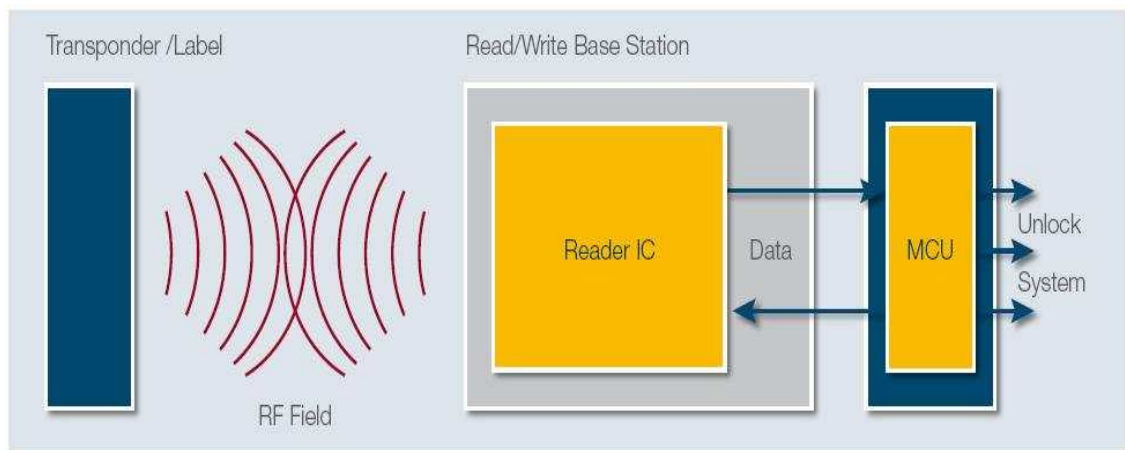 Transponder /Label
Read/Write Base Station
Reader IC
Data
MCU
Unlock
System
RF Field